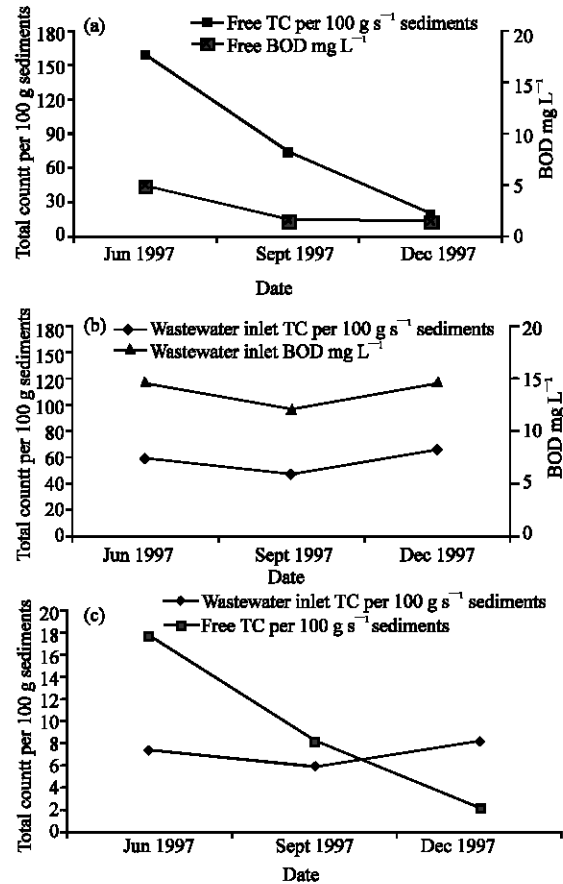 (a)
Free TC per 100 g s⁻¹ sediments
Free BOD mg L⁻¹
Total countt per 100 g sediments
180
150
120
90
60
30
0
20
15
10
5
0
BOD mg L⁻¹
Jun 1997
Sept 1997
Dec 1997
Date
(b)
Wastewater inlet TC per 100 g s⁻¹ sediments
Wastewater inlet BOD mg L⁻¹
Total countt per 100 g sediments
180
160
120
120
100
80
60
40
20
0
20
15
10
5
0
BOD mg L⁻¹
Jun 1997
Sept 1997
Dec 1997
Date
(c)
Wastewater inlet TC per 100 g s⁻¹ sediments
Free TC per 100 g s⁻¹ sediments
Total countt per 100 g sediments
20
18
16
14
12
10
8
6
4
2
0
Jun 1997
Sept 1997
Dec 1997
Date